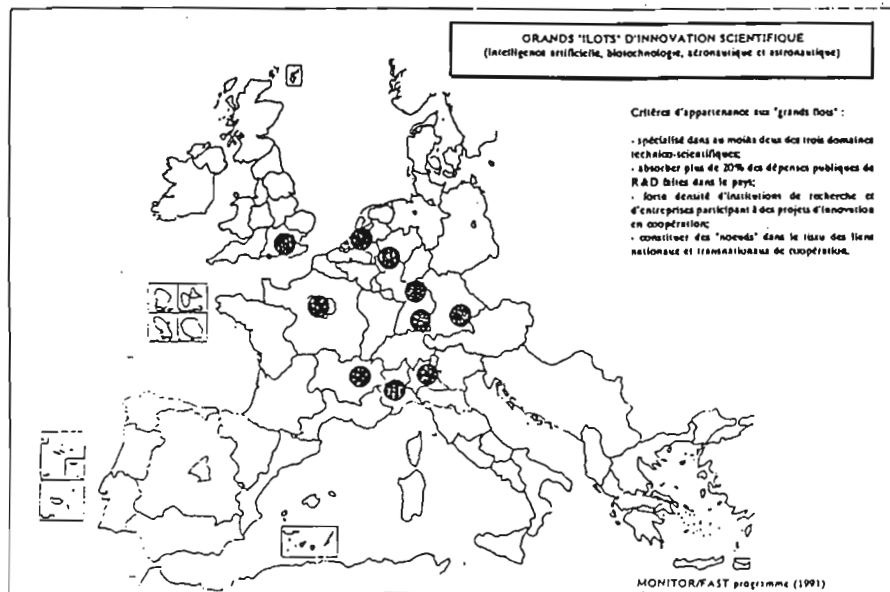 GRANDS "ILOTS" D'INNOVATION SCIENTIFIQUE
(Intelligence artificielle, biotechnologie, aéronautique et astronautique)
Critères d'appartenance aux "grands îlots" :
- spécialisé dans au moins deux des trois domaines
technico-scientifiques;
- absorber plus de 20% des dépenses publiques de
R&D faites dans le pays;
- forte densité d'institutions de recherche et
d'entreprises participant à des projets d'innovation
en coopération;
- constituer des "noeuds" dans le tissu des liens
nationaux et transnationaux de coopération.
MONITOR/FAST programme (1991)